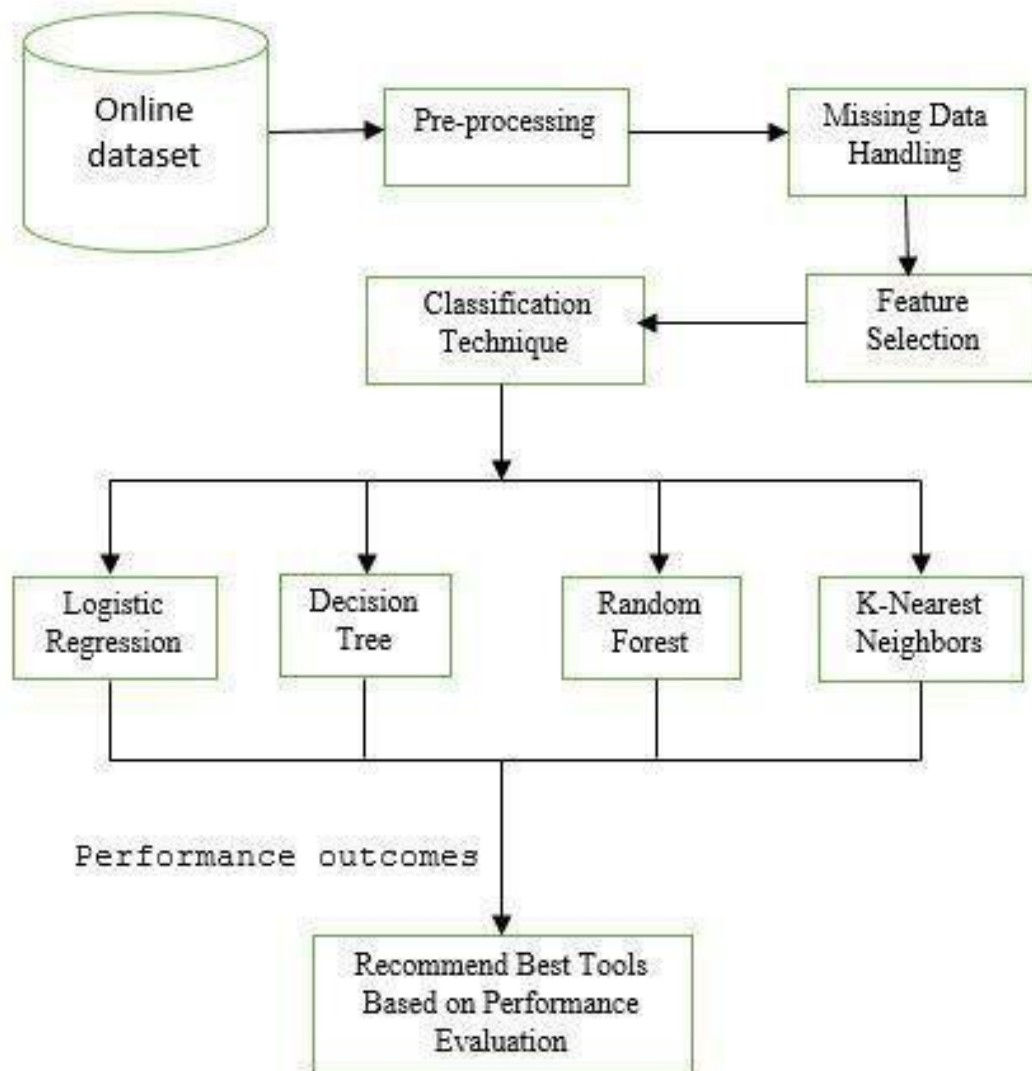 Online
dataset
Pre-processing
Missing Data
Handling
Feature
Selection
Classification
Technique
Logistic
Regression
Decision
Tree
Random
Forest
K-Nearest
Neighbors
Performance outcomes
Recommend Best Tools
Based on Performance
Evaluation